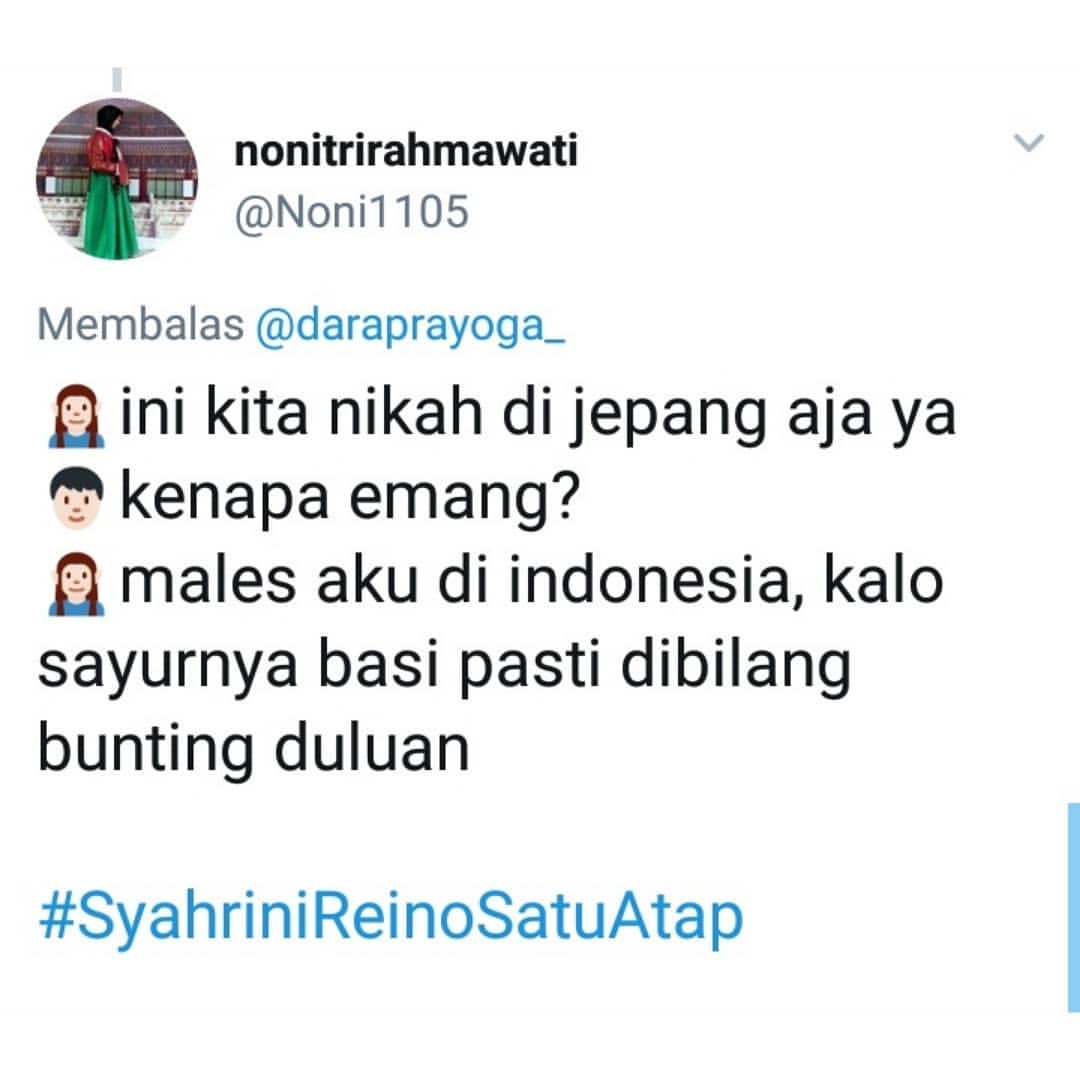 nonitrirahmawati
@Noni1105
Membalas @daraprayoga_
🧝‍♀️ini kita nikah di jepang aja ya
👦🏻kenapa emang?
🧝‍♀️males aku di indonesia, kalo
sayurnya basi pasti dibilang
bunting duluan
#SyahriniReinoSatuAtap